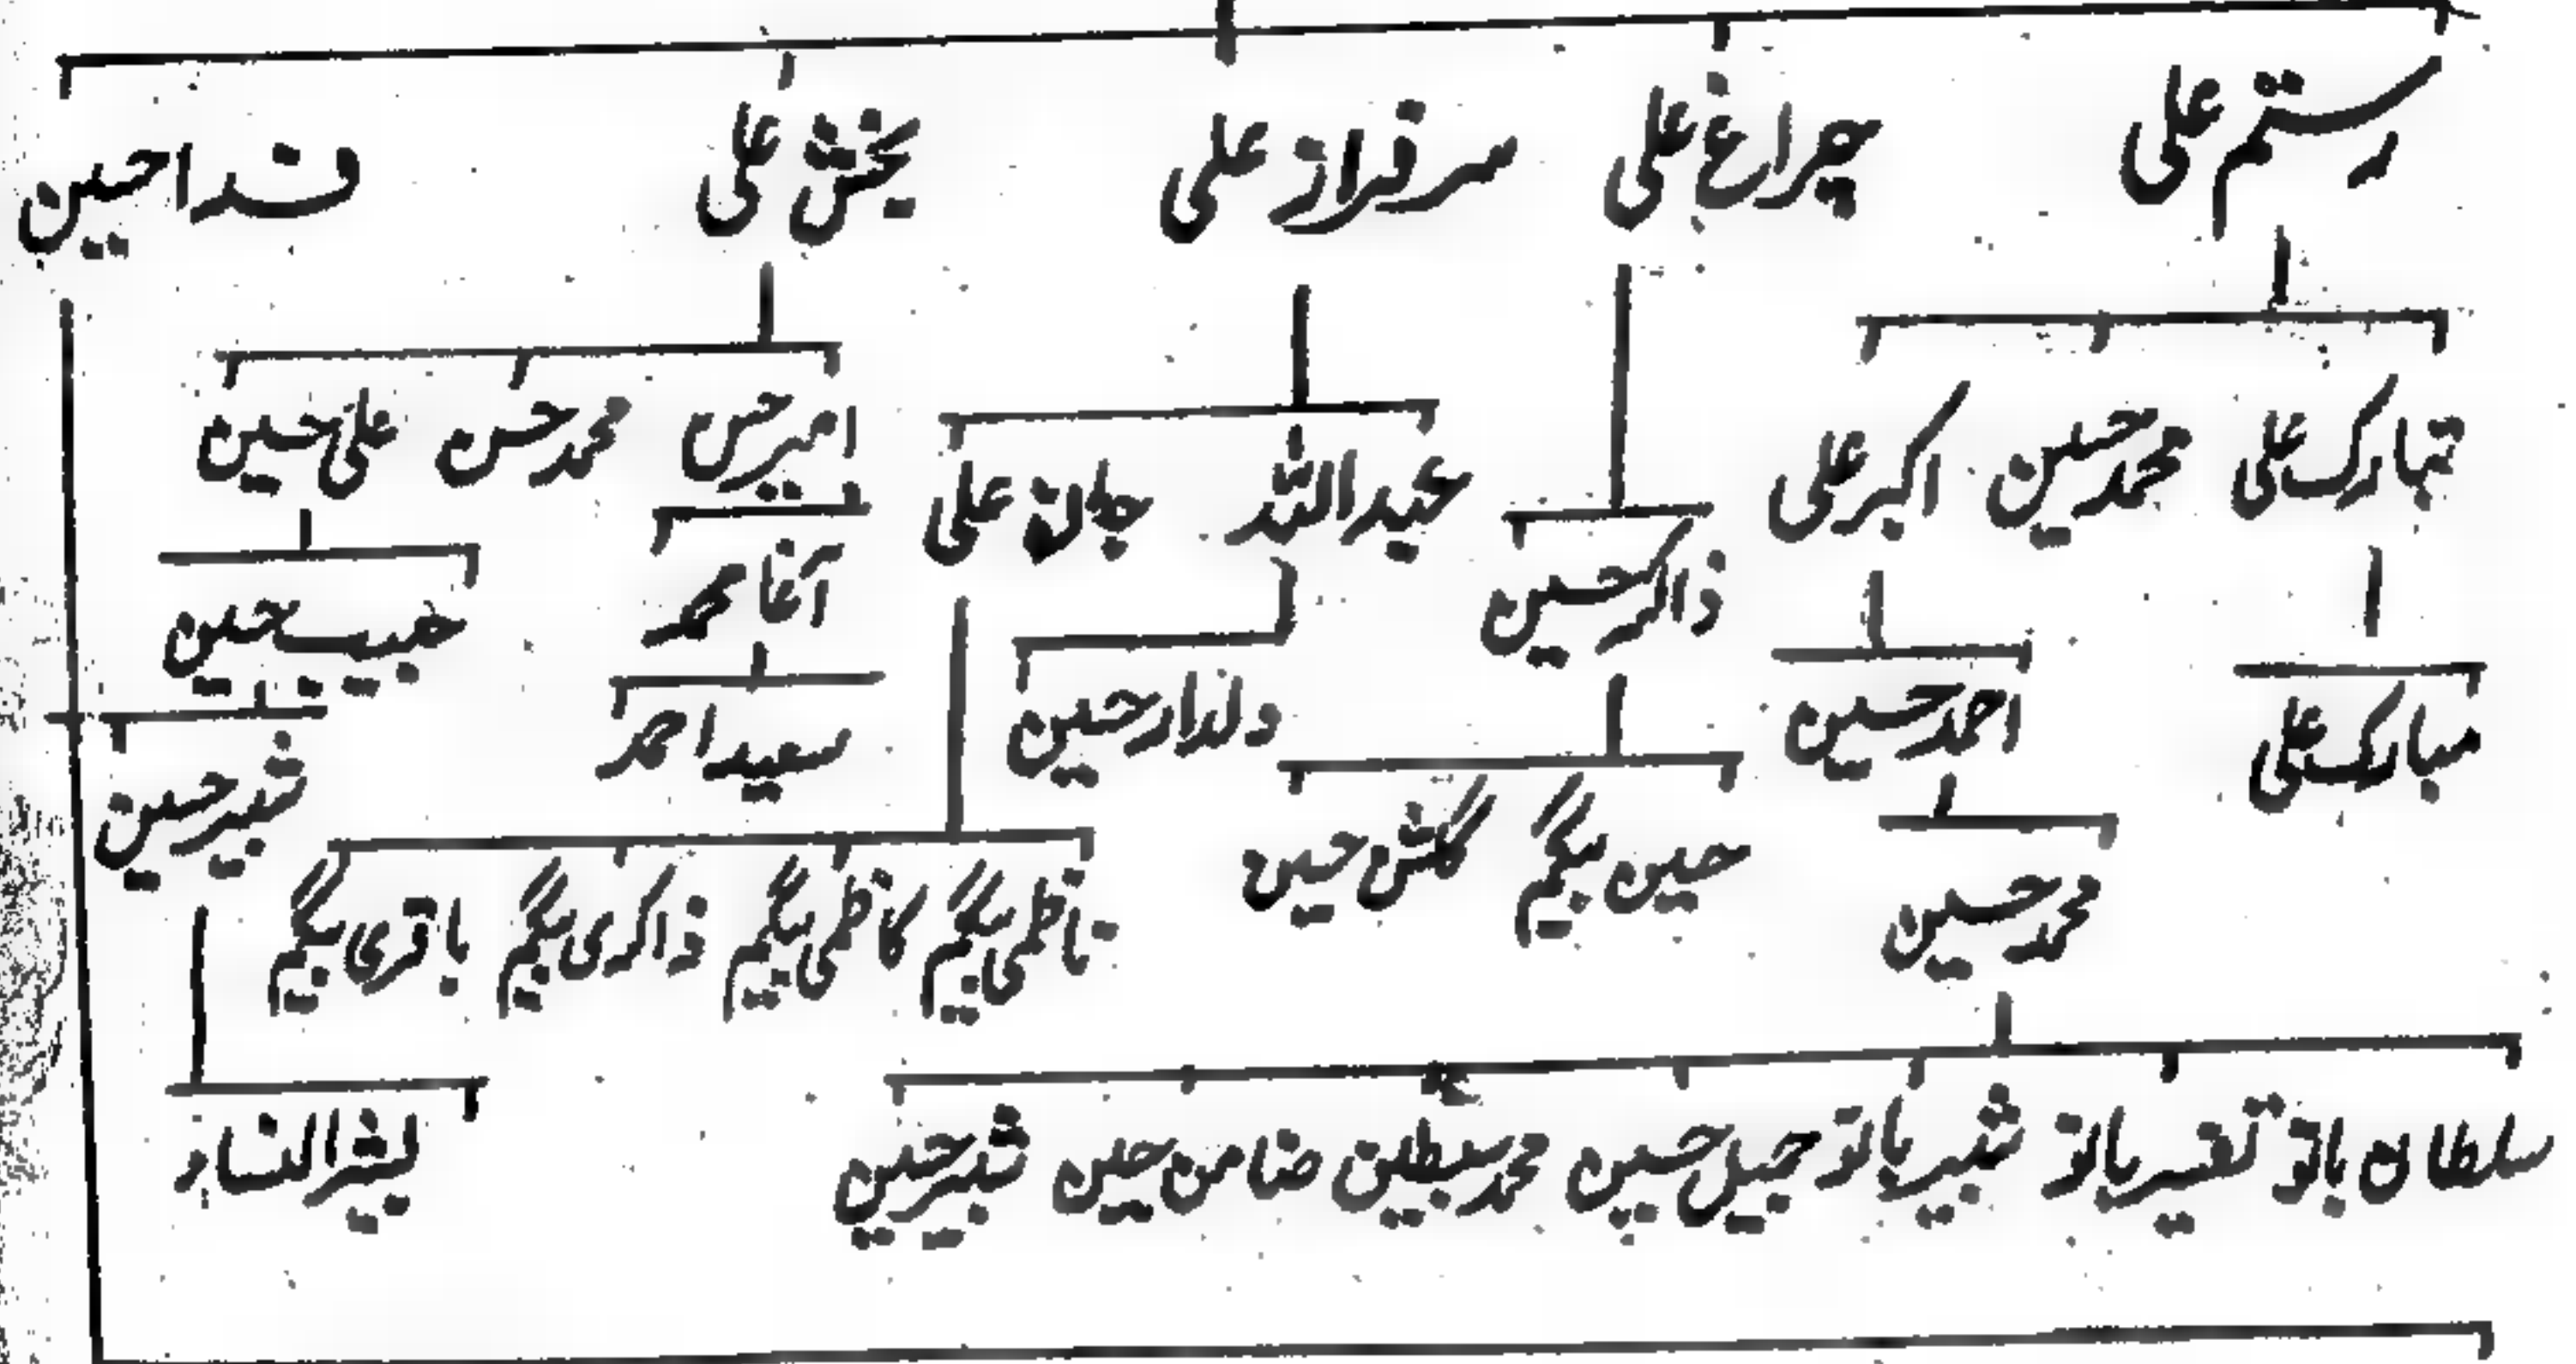 رستم علی چراغ علی سرفراز علی بخش علی فدا حسین
تبارک علی محمد حسین اکبر علی عبداللہ جان علی امیر حسن محمد حسن علی حسین
ذاکر حسین آغا محمد حبیب حسین
مبارک علی احمد حسین دلدار حسین سعید احمد شبیر حسین
محمد حسین حسین بیگم گلشن حسین ناظمی بیگم کاظمی بیگم ذاکری بیگم باقری بیگم
سلطان بانو بانو شبیر بانو جمیل حسین محمد سبطین ضامن حسین شبر حسین بشیر النساء